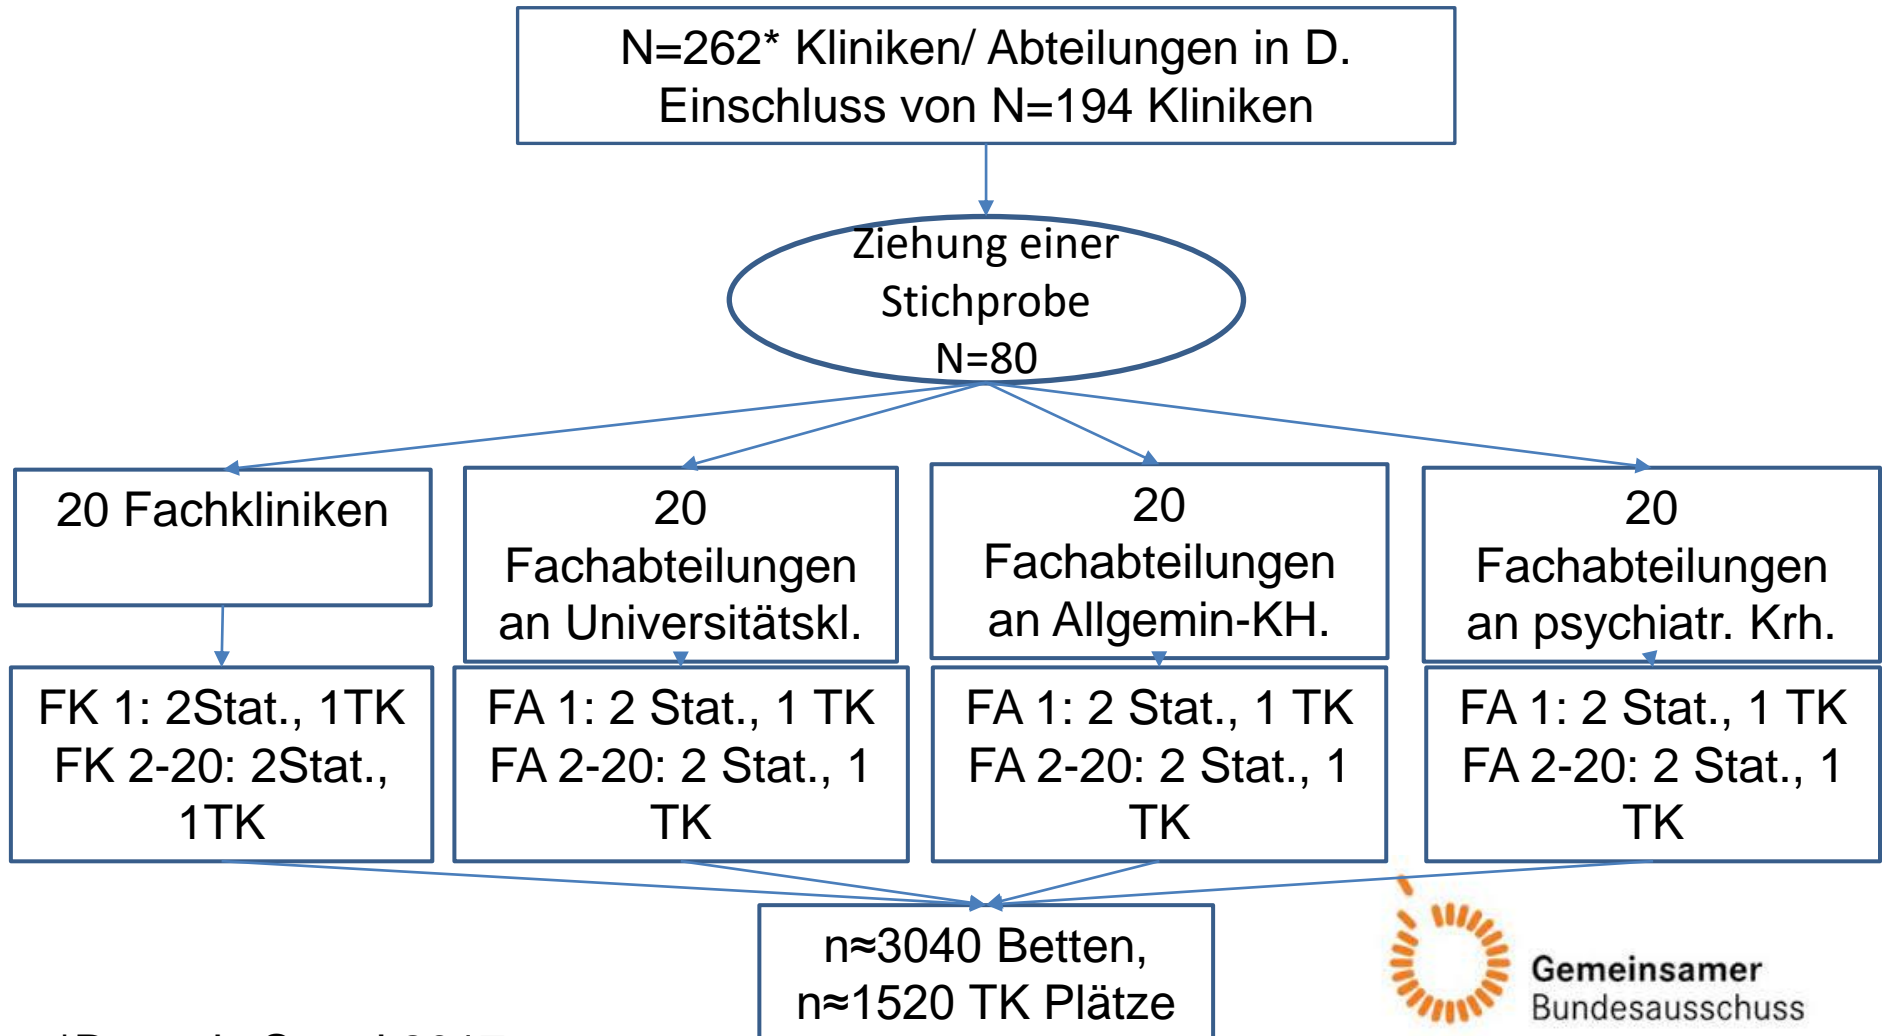 N=262* Kliniken/ Abteilungen in D.
Einschluss von N=194 Kliniken
Ziehung einer
Stichprobe
N=80
20 Fachkliniken
20
Fachabteilungen
an Universitätskl.
20
Fachabteilungen
an Allgemin-KH.
20
Fachabteilungen
an psychiatr. Krh.
FK 1: 2Stat., 1TK
FK 2-20: 2Stat.,
1TK
FA 1: 2 Stat., 1 TK
FA 2-20: 2 Stat., 1
TK
FA 1: 2 Stat., 1 TK
FA 2-20: 2 Stat., 1
TK
FA 1: 2 Stat., 1 TK
FA 2-20: 2 Stat., 1
TK
n≈3040 Betten,
n≈1520 TK Plätze
Gemeinsamer
Bundesausschuss